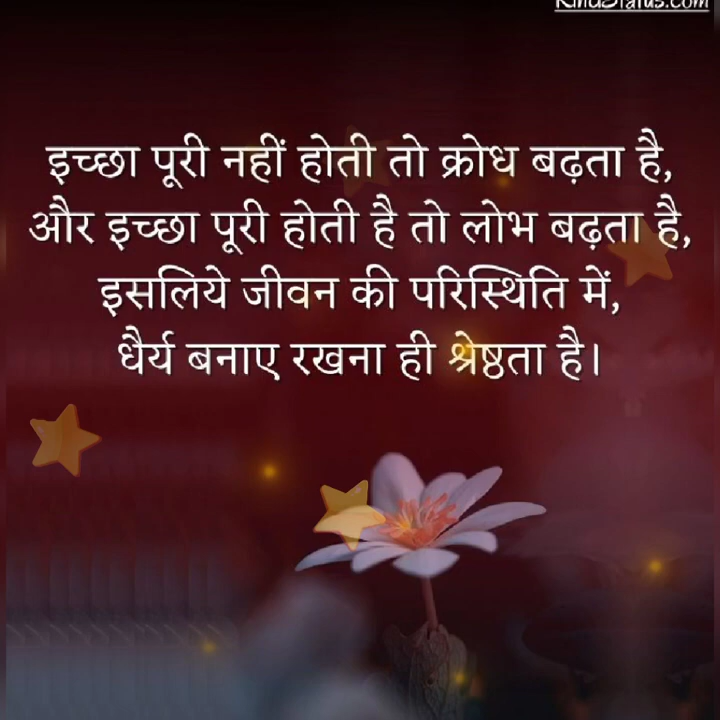 इच्छा पूरी नहीं होती तो क्रोध बढ़ता है,
और इच्छा पूरी होती है तो लोभ बढ़ता है,
इसलिये जीवन की परिस्थिति में,
धैर्य बनाए रखना ही श्रेष्ठता है।